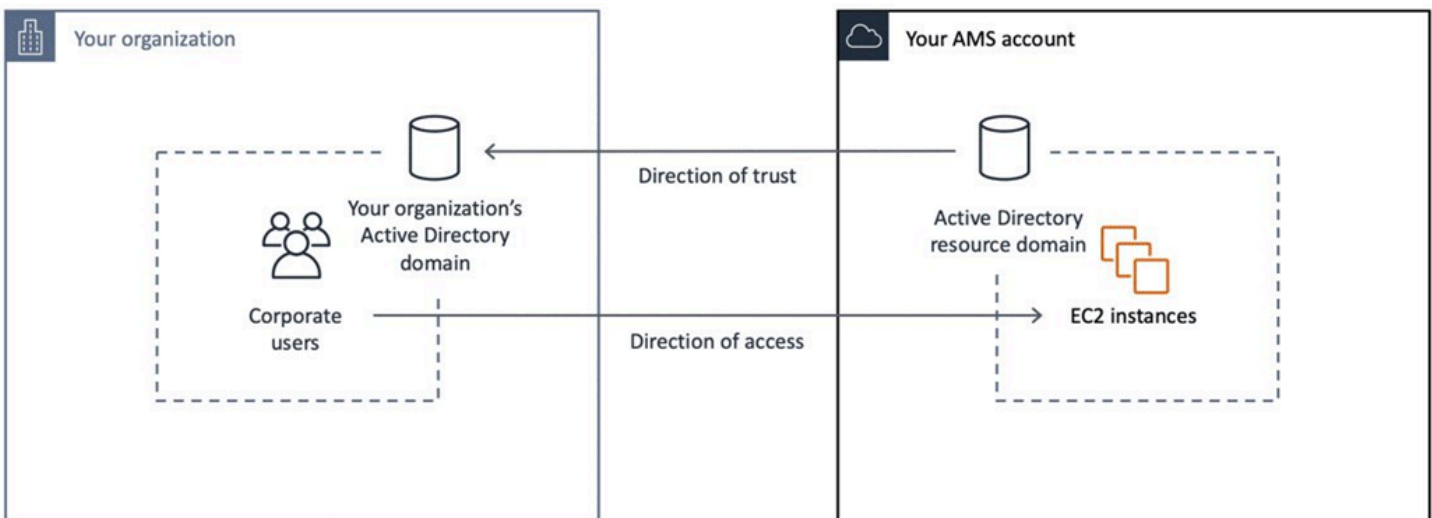 Your organization
Your AMS account
Direction of trust
Your organization's
Active Directory
domain
Active Directory
resource domain
Corporate
users
EC2 instances
Direction of access